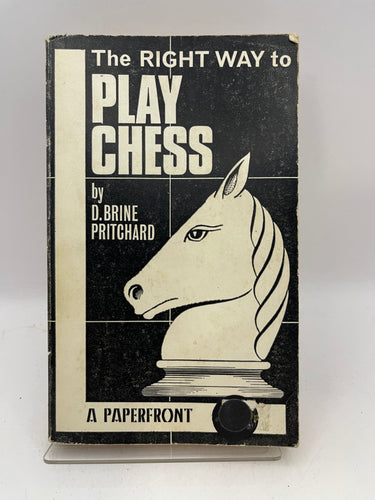 The RIGHT WAY to
PLAY
CHESS
by
D. BRINE
PRITCHARD
A PAPERFRONT